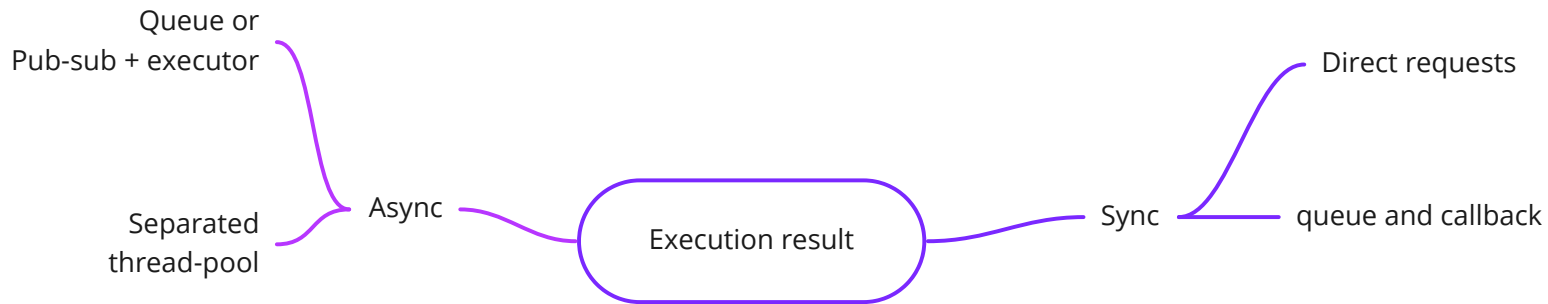 Queue or
Pub-sub + executor
Direct requests
Async
Separated
thread-pool
Execution result
Sync
queue and callback